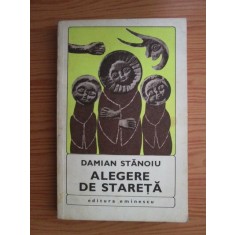 DAMIAN STĂNOIU
ALEGERE
DE STAREȚĂ
editura eminescu